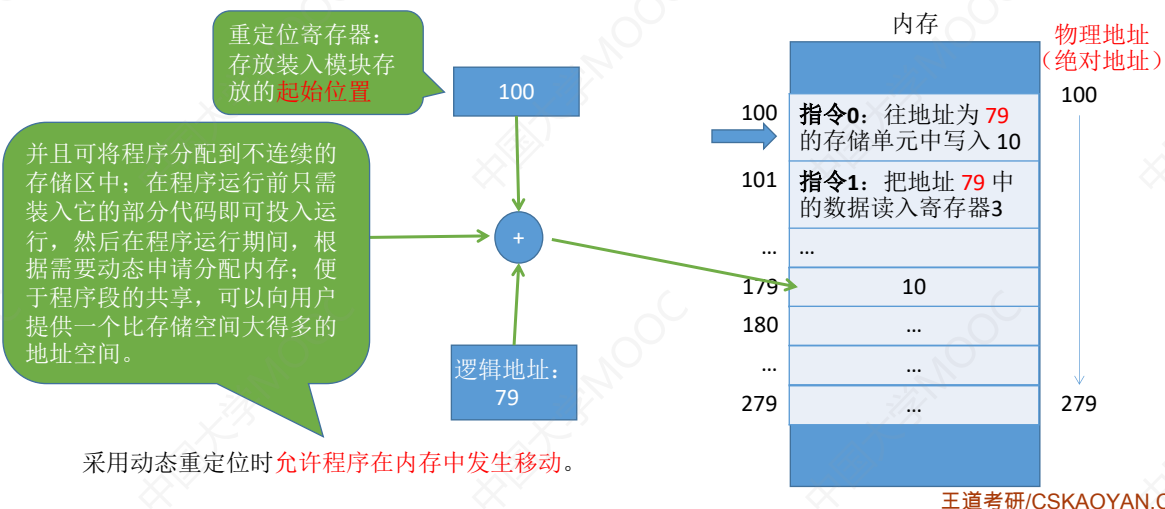 重定位寄存器：
存放装入模块存
放的起始位置
100
并且可将程序分配到不连续的
存储区中；在程序运行前只需
装入它的部分代码即可投入运
行，然后在程序运行期间，根
据需要动态申请分配内存；便
于程序段的共享，可以向用户
提供一个比存储空间大得多的
地址空间。
+
逻辑地址：
79
采用动态重定位时允许程序在内存中发生移动。
内存
物理地址
（绝对地址）
100
指令0：往地址为 79
的存储单元中写入 10
100
101
指令1：把地址 79 中
的数据读入寄存器3
...
...
179
10
180
...
...
...
279
...
279
王道考研/CSKAOYAN.C
中国大学MOOC